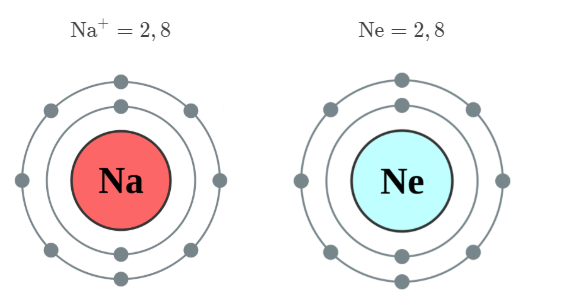 Na⁺ = 2, 8
Ne = 2, 8
Na
Ne